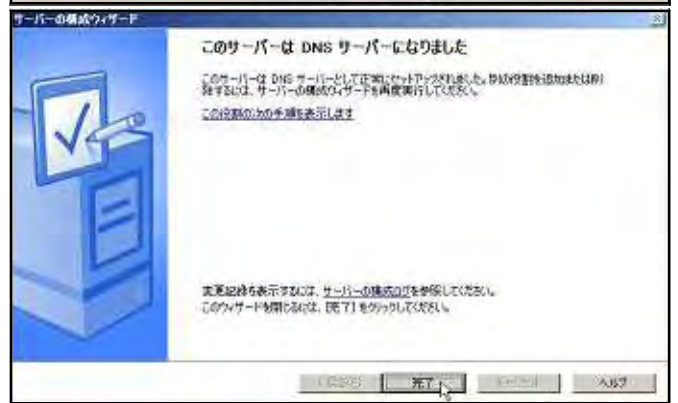 サーバーの構成ウィザード
このサーバーは DNS サーバーになりました
このサーバーは DNS サーバーとして正常にセットアップされました。別の役割を追加または削
除するには、サーバーの構成ウィザードを再度実行してください。
この役割の次の手順を表示します
変更記録を表示するには、サーバーの構成ログを参照してください。
このウィザードを閉じるには、[完了] をクリックしてください。
完了
ヘルプ